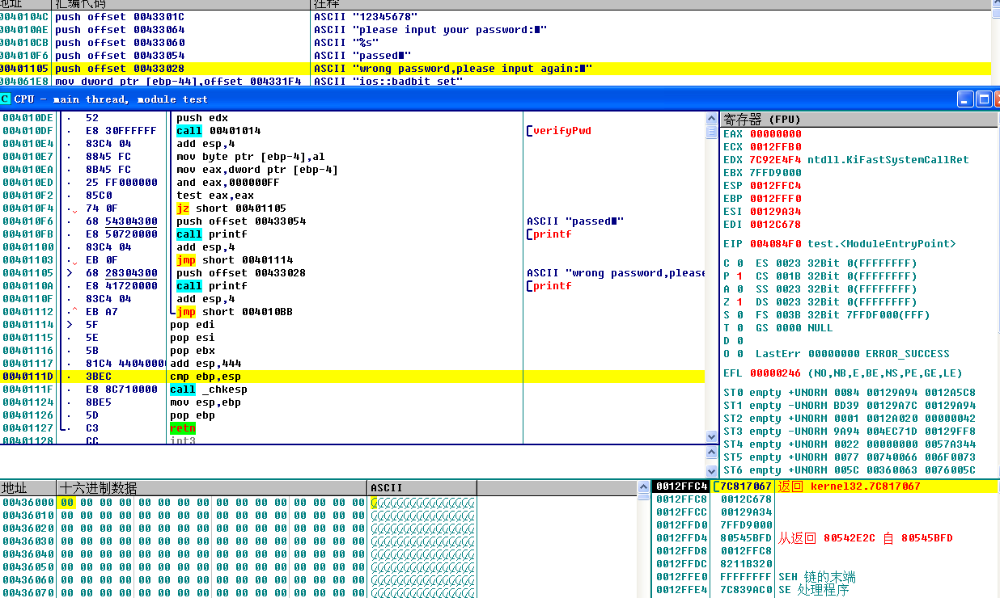 地址 汇编代码 注释
0040104C push offset 0043301C ASCII "12345678"
004010AE push offset 00433064 ASCII "please input your password:■"
004010CB push offset 00433060 ASCII "%s"
004010F6 push offset 00433054 ASCII "passed■"
00401105 push offset 00433028 ASCII "wrong password,please input again:■"
004061E8 mov dword ptr [ebp-44],offset 004331F4 ASCII "ios::badbit set"
C CPU - main thread, module test
004010DE . 52 push edx
004010DF . E8 30FFFFFF call 00401014 [verifyPwd
004010E4 . 83C4 04 add esp,4
004010E7 . 8845 FC mov byte ptr [ebp-4],al
004010EA . 8B45 FC mov eax,dword ptr [ebp-4]
004010ED . 25 FF000000 and eax,000000FF
004010F2 . 85C0 test eax,eax
004010F4 . 74 0F jz short 00401105
004010F6 . 68 54304300 push offset 00433054 ASCII "passed■"
004010FB . E8 50720000 call printf [printf
00401100 . 83C4 04 add esp,4
00401103 . EB 0F jmp short 00401114
00401105 > 68 28304300 push offset 00433028 ASCII "wrong password,please
0040110A . E8 41720000 call printf [printf
0040110F . 83C4 04 add esp,4
00401112 .^ EB A7 jmp short 004010BB
00401114 > 5F pop edi
00401115 . 5E pop esi
00401116 . 5B pop ebx
00401117 . 81C4 44040000 add esp,444
0040111D . 3BEC cmp ebp,esp
0040111F . E8 8C710000 call _chkesp
00401124 . 8BE5 mov esp,ebp
00401126 . 5D pop ebp
00401127 . C3 retn
00401128 CC int3
寄存器 (FPU)
EAX 00000000
ECX 0012FFB0
EDX 7C92E4F4 ntdll.KiFastSystemCallRet
EBX 7FFD9000
ESP 0012FFC4
EBP 0012FFF0
ESI 00129A34
EDI 0012C678
EIP 004084F0 test.<ModuleEntryPoint>
C 0 ES 0023 32Bit 0(FFFFFFFF)
P 1 CS 001B 32Bit 0(FFFFFFFF)
A 0 SS 0023 32Bit 0(FFFFFFFF)
Z 1 DS 0023 32Bit 0(FFFFFFFF)
S 0 FS 003B 32Bit 7FFDF000(FFF)
T 0 GS 0000 NULL
D 0
O 0 LastErr 00000000 ERROR_SUCCESS
EFL 00000246 (NO,NB,E,BE,NS,PE,GE,LE)
ST0 empty +UNORM 0084 00129A94 0012A5C8
ST1 empty -UNORM BD39 00129A7C 00129A94
ST2 empty +UNORM 0001 0012A020 00000042
ST3 empty -UNORM 9A94 004EC71D 00129FF8
ST4 empty +UNORM 0022 00000000 0057A344
ST5 empty +UNORM 0077 00740066 006F0073
ST6 empty +UNORM 005C 00360063 0076005C
地址 十六进制数据 ASCII
00436000 00 00 00 00 00 00 00 00 00 00 00 00 00 00 00 00 @@@@@@@@@@@@@@@@
00436010 00 00 00 00 00 00 00 00 00 00 00 00 00 00 00 00 @@@@@@@@@@@@@@@@
00436020 00 00 00 00 00 00 00 00 00 00 00 00 00 00 00 00 @@@@@@@@@@@@@@@@
00436030 00 00 00 00 00 00 00 00 00 00 00 00 00 00 00 00 @@@@@@@@@@@@@@@@
00436040 00 00 00 00 00 00 00 00 00 00 00 00 00 00 00 00 @@@@@@@@@@@@@@@@
00436050 00 00 00 00 00 00 00 00 00 00 00 00 00 00 00 00 @@@@@@@@@@@@@@@@
00436060 00 00 00 00 00 00 00 00 00 00 00 00 00 00 00 00 @@@@@@@@@@@@@@@@
00436070 00 00 00 00 00 00 00 00 00 00 00 00 00 00 00 00 @@@@@@@@@@@@@@@@
0012FFC4 [7C817067 返回 kernel32.7C817067
0012FFC8 0012C678
0012FFCC 00129A34
0012FFD0 7FFD9000
0012FFD4 80545BFD 从返回 80542E2C 自 80545BFD
0012FFD8 0012FFC8
0012FFDC 8211B320
0012FFE0 FFFFFFFF SEH 链的末端
0012FFE4 7C839AC0 SE 处理程序